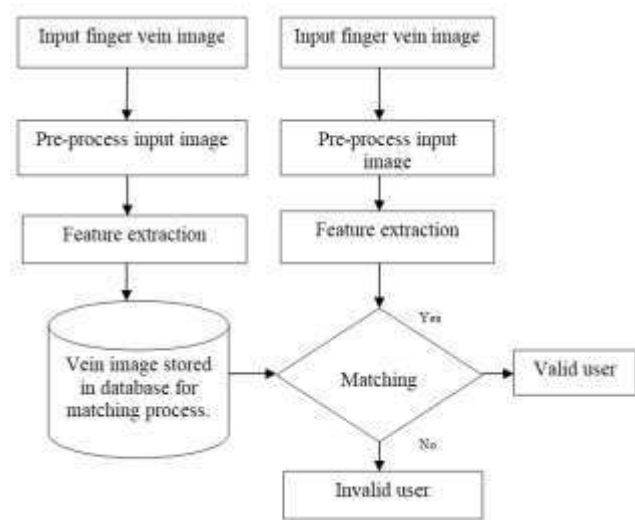 Input finger vein image
Input finger vein image
Pre-process input image
Pre-process input
image
Feature extraction
Feature extraction
Yes
Vein image stored
in database for
matching process.
Matching
Valid user
No
Invalid user